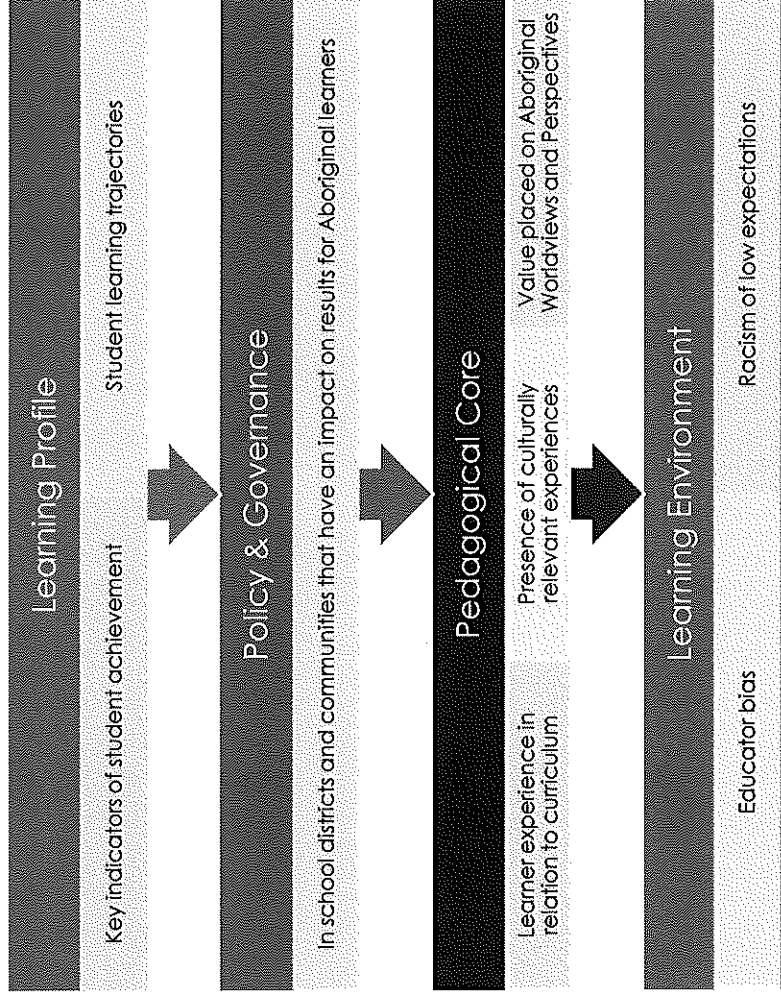 Learning Profile
Key indicators of student achievement
Student learning trajectories
Policy & Governance
In school districts and communities that have an impact on results for Aboriginal learners
Pedagogical Core
Learner experience in
relation to curriculum
Presence of culturally
relevant experiences
Value placed on Aboriginal
Worldviews and Perspectives
Learning Environment
Educator bias
Racism of low expectations